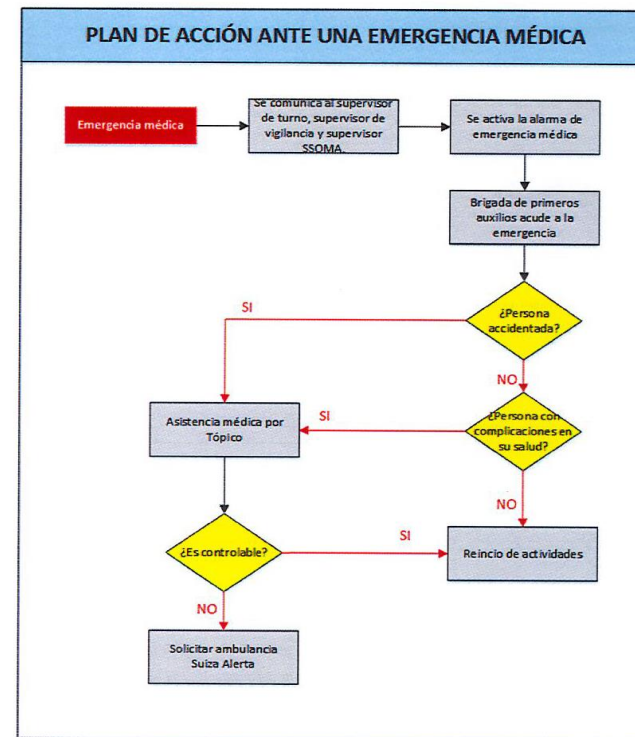 PLAN DE ACCIÓN ANTE UNA EMERGENCIA MÉDICA
Emergencia médica
Se comunica al supervisor
de turno, supervisor de
vigilancia y supervisor
SSOMA.
Se activa la alarma de
emergencia médica
Brigada de primeros
auxilios acude a la
emergencia
¿Persona
accidentada?
SI
NO
¿Persona con
complicaciones en
su salud?
SI
NO
Asistencia médica por
Tópico
¿Es controlable?
SI
NO
Reincio de actividades
Solicitar ambulancia
Suiza Alerta